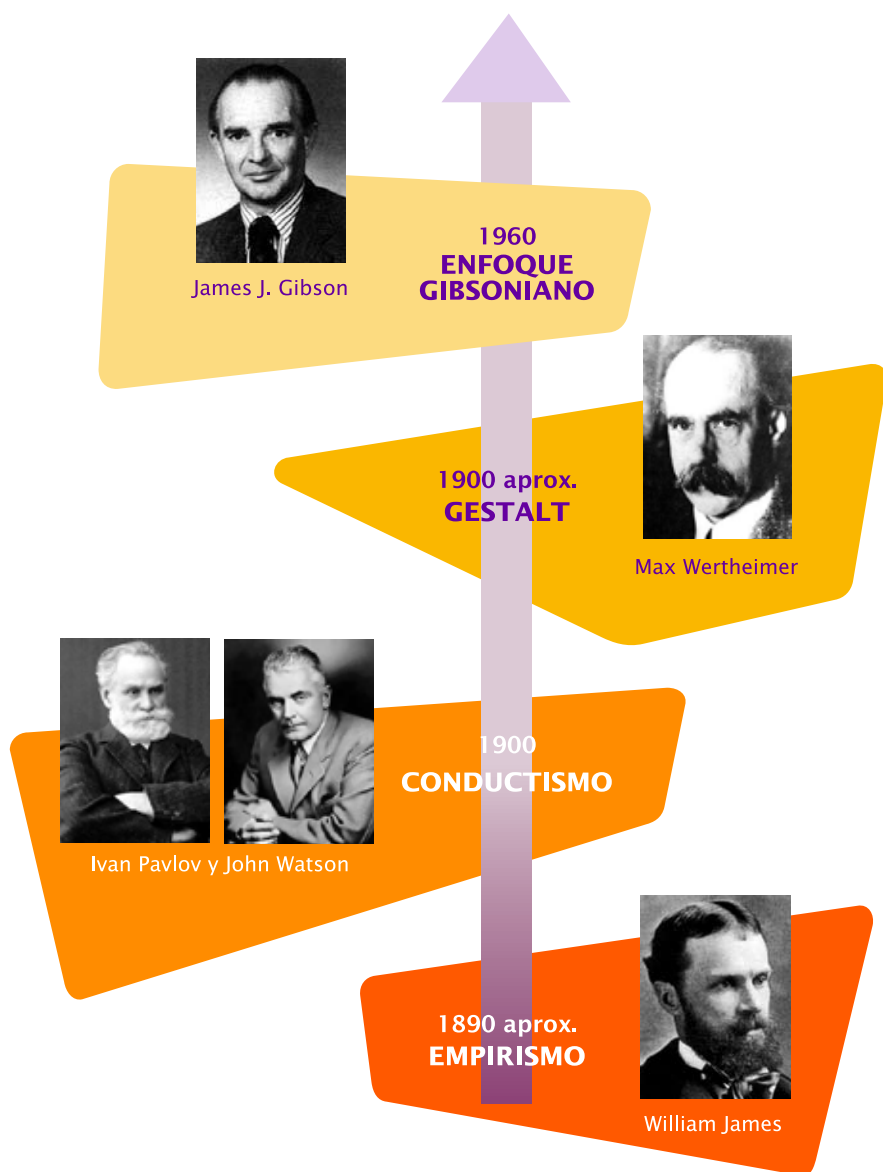 James J. Gibson
1960
ENFOQUE
GIBSONIANO
1900 aprox.
GESTALT
Max Wertheimer
1900
CONDUCTISMO
Ivan Pavlov y John Watson
1890 aprox.
EMPIRISMO
William James